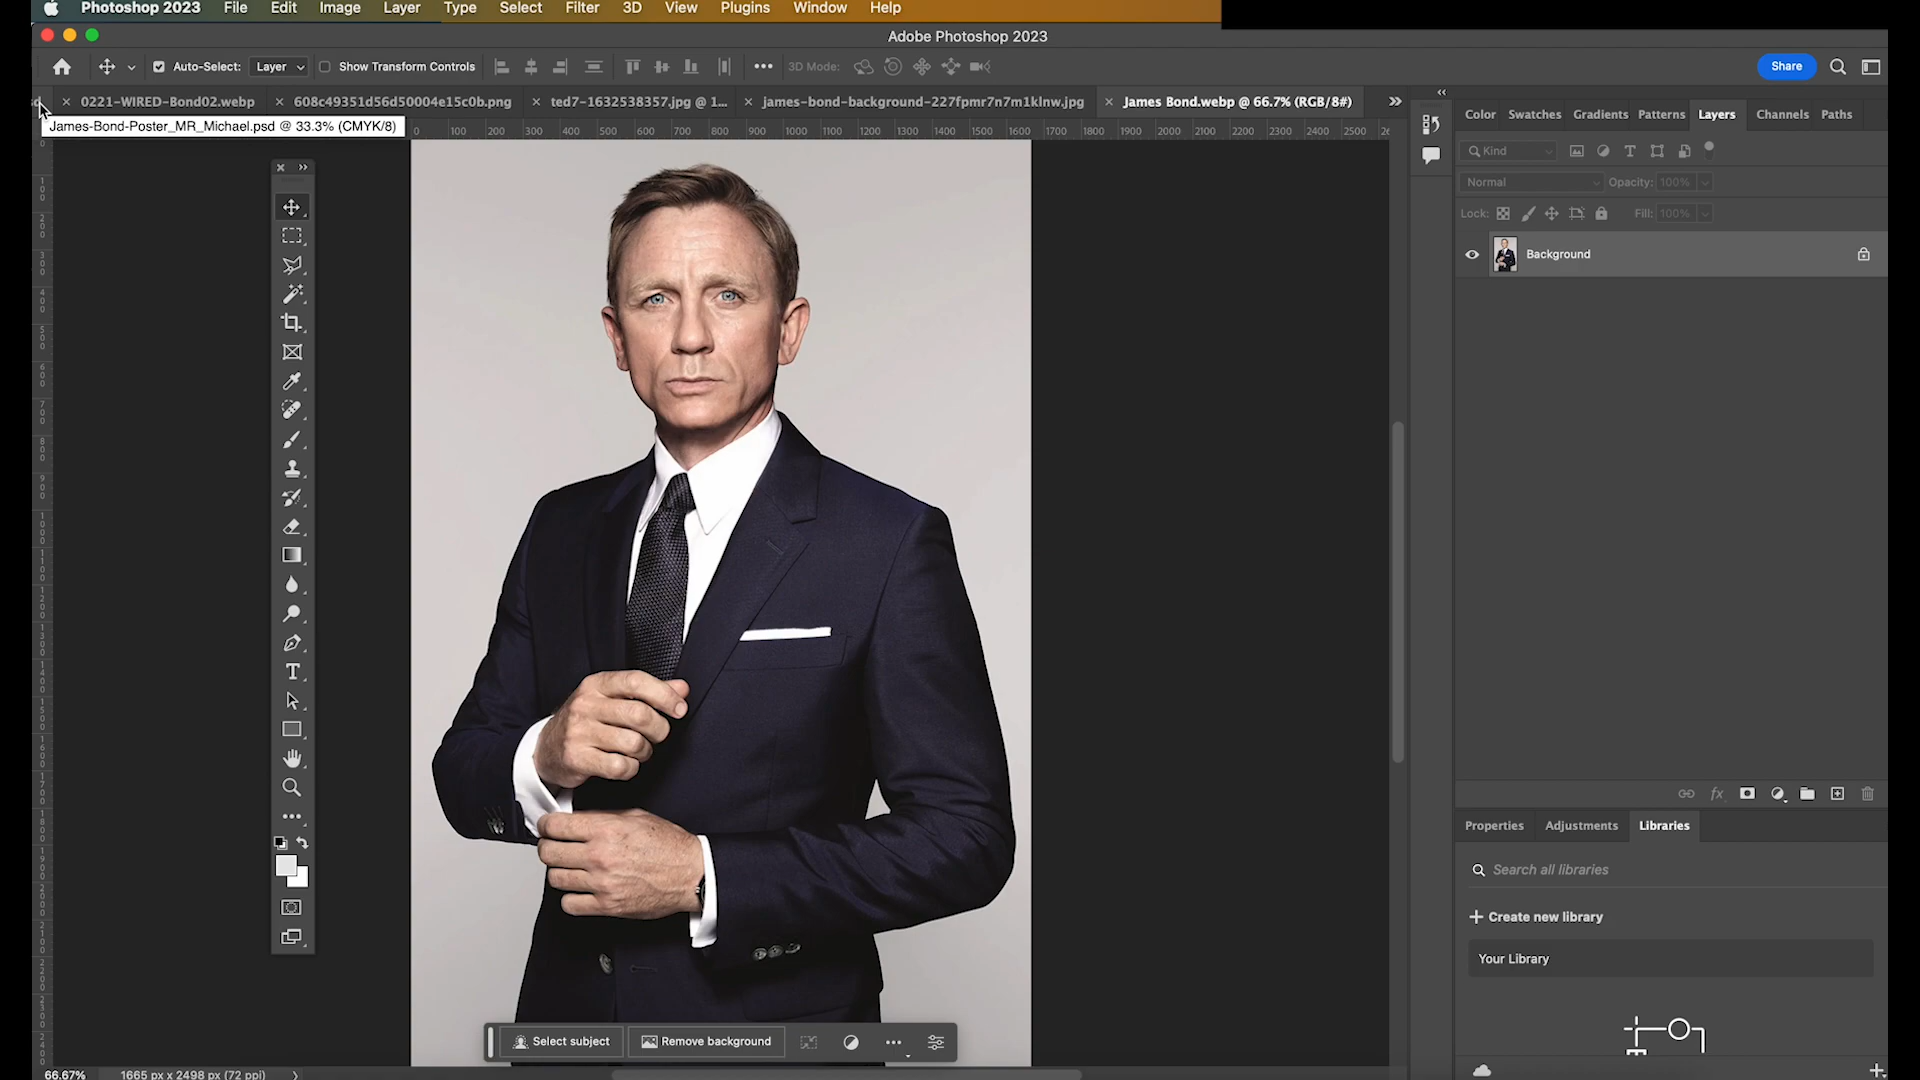 Photoshop 2023 File Edit Image Layer Type Select Filter 3D View Plugins Window Help
Adobe Photoshop 2023
Auto-Select: Layer Show Transform Controls 3D Mode: Share
0221-WIRED-Bond02.webp 608c49351d56d50004e15c0b.png ted7-1632538357.jpg @ 1... james-bond-background-227fpmr7n7m1klnw.jpg James Bond.webp @ 66.7% (RGB/8#)
James-Bond-Poster_MR_Michael.psd @ 33.3% (CMYK/8)
0 100 200 300 400 500 600 700 800 900 1000 1100 1200 1300 1400 1500 1600 1700 1800 1900 2000 2100 2200 2300 2400 2500
Color Swatches Gradients Patterns Layers Channels Paths
Kind
Normal Opacity: 100%
Lock: Fill: 100%
Background
Properties Adjustments Libraries
Search all libraries
Create new library
Your Library
Select subject Remove background
66.67% 1665 px x 2498 px (72 ppi)